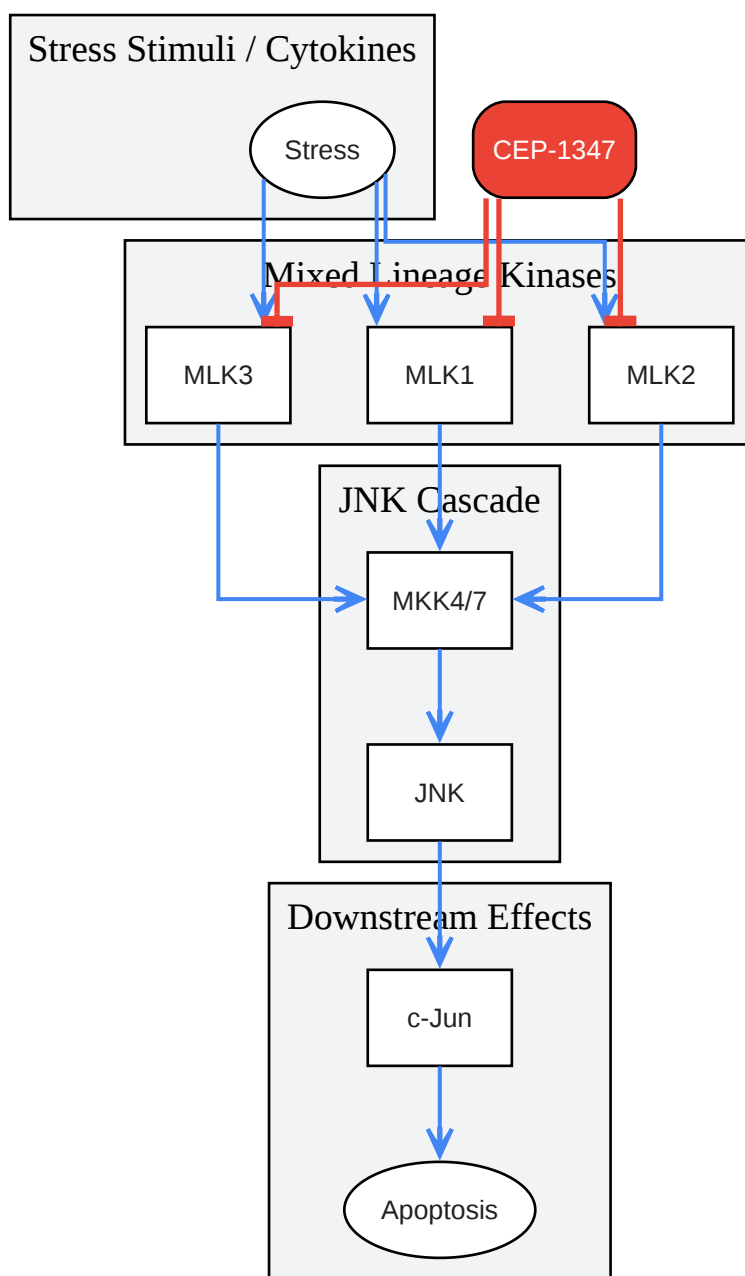 Stress Stimuli / Cytokines
Stress
CEP-1347
Mixed Lineage Kinases
MLK3
MLK1
MLK2
JNK Cascade
MKK4/7
JNK
Downstream Effects
c-Jun
Apoptosis